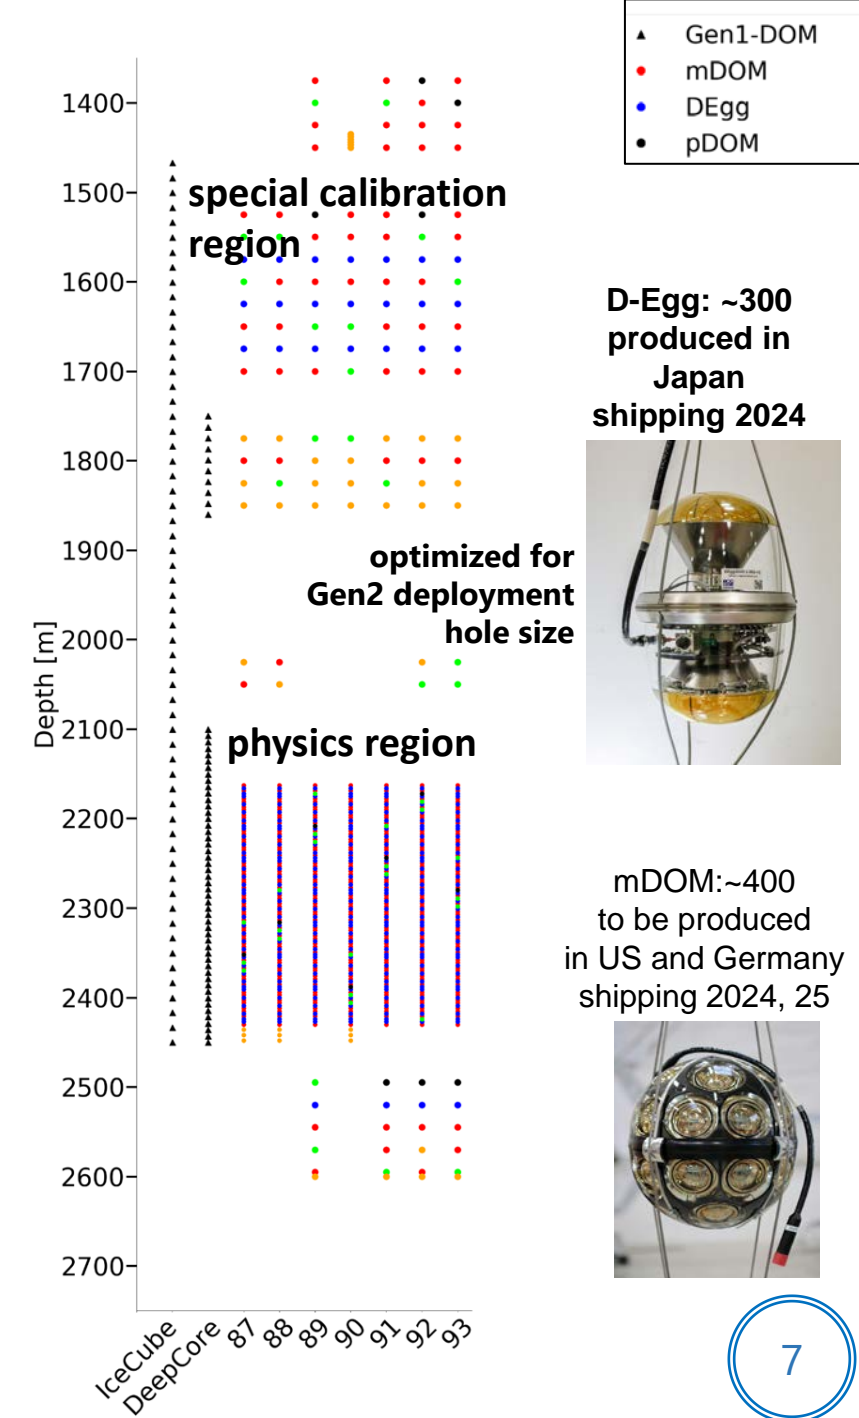 Gen1-DOM
mDOM
DEgg
pDOM
1400
1500
1600
1700
1800
1900
2000
2100
2200
2300
2400
2500
2600
2700
Depth [m]
IceCube
DeepCore
87
88
89
90
91
92
93
special calibration
region
optimized for
Gen2 deployment
hole size
physics region
D-Egg: ~300
produced in
Japan
shipping 2024
mDOM:~400
to be produced
in US and Germany
shipping 2024, 25
7